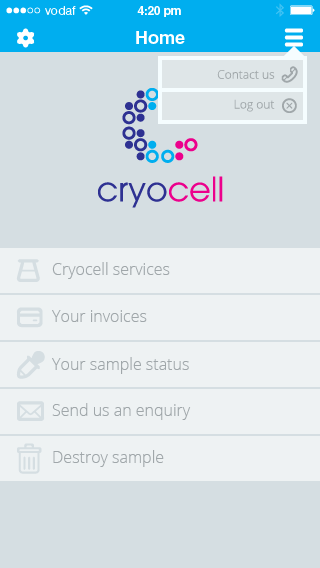 vodaf 4:20 pm
Home
Contact us
Log out
cryocell
Cryocell services
Your invoices
Your sample status
Send us an enquiry
Destroy sample